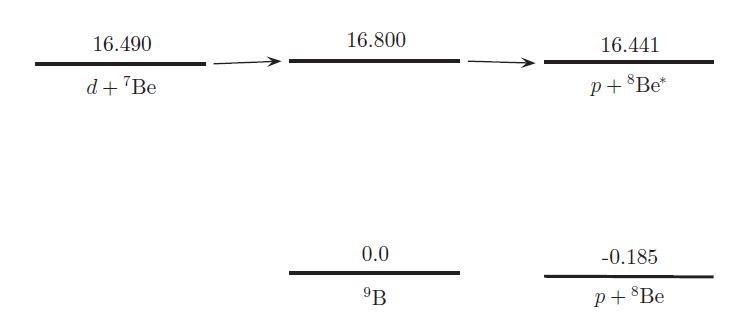 16.490
16.800
16.441
d + ⁷Be
p + ⁸Be*
0.0
-0.185
⁹B
p + ⁸Be